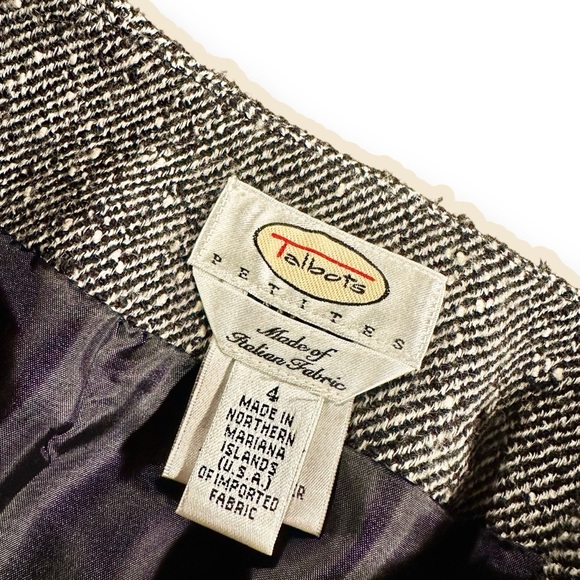 Talbots
PETITES
Made of
Italian Fabric
4
MADE IN
NORTHERN
MARIANA
ISLANDS
(U.S.A.)
OF IMPORTED
FABRIC